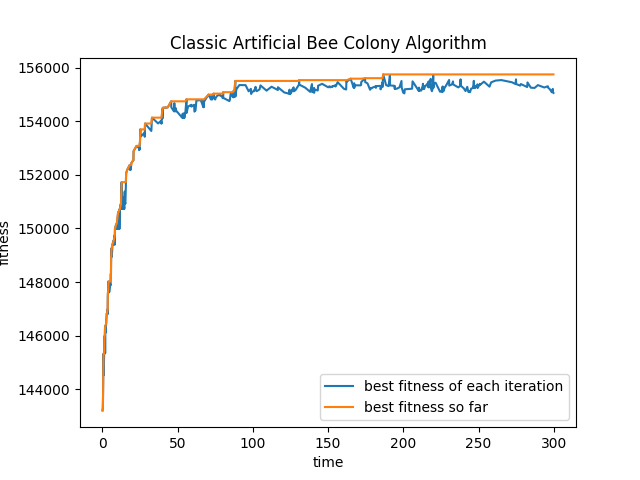 Classic Artificial Bee Colony Algorithm
156000
154000
152000
150000
148000
146000
144000
fitness
best fitness of each iteration
best fitness so far
0 50 100 150 200 250 300
time